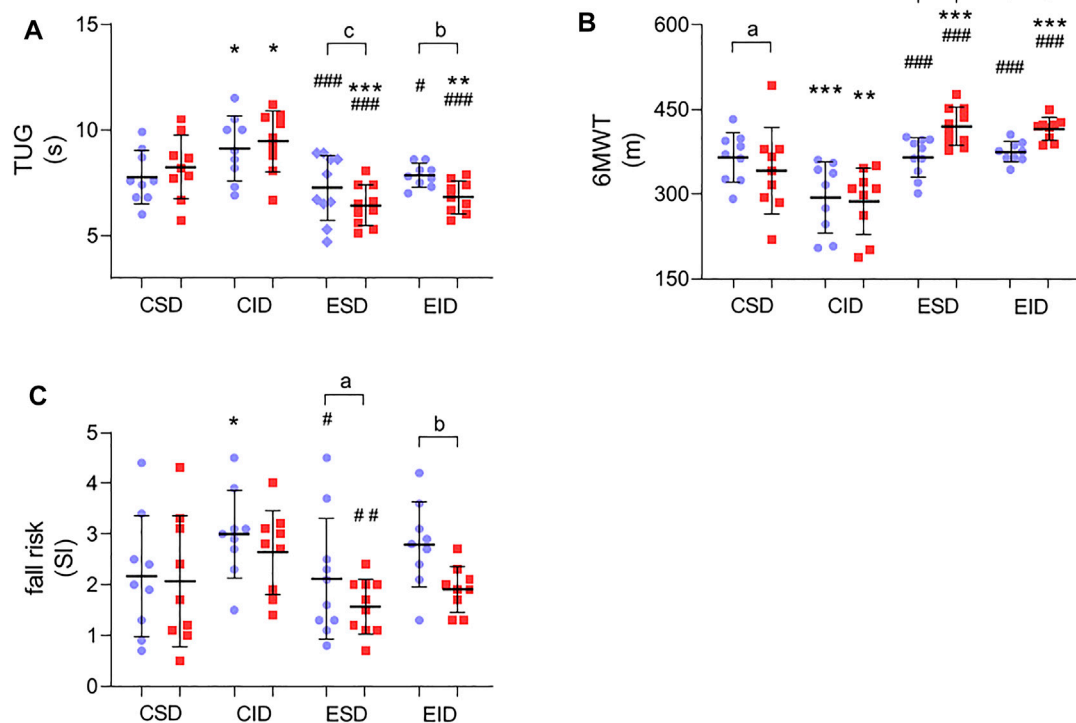 A
15
10
5
TUG
(s)
* *
c
b
###
***
###
#
**
###
CSD CID ESD EID
B
600
450
300
150
6MWT
(m)
a
***
**
###
***
###
###
***
###
CSD CID ESD EID
C
5
4
3
2
1
0
fall risk
(SI)
*
a
#
# #
b
CSD CID ESD EID